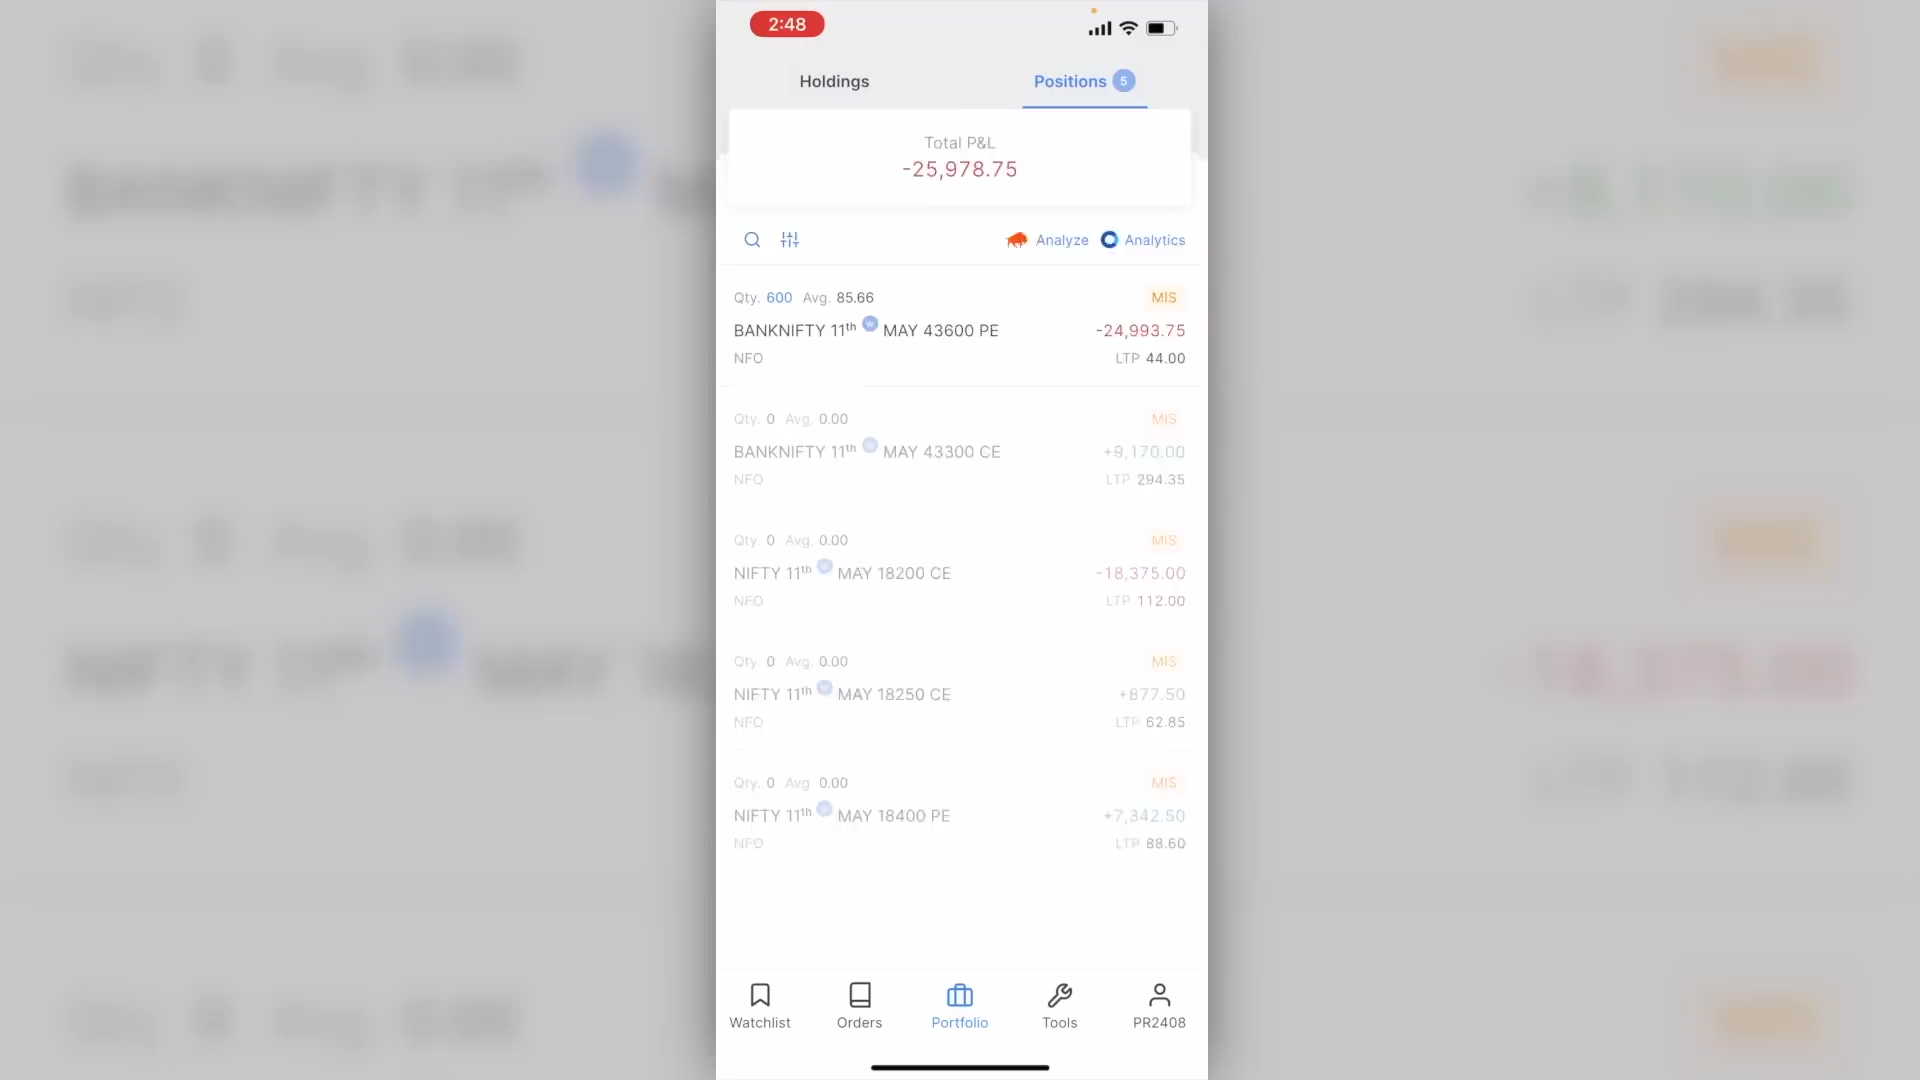 2:48
Holdings
Positions 5
Total P&L
-25,978.75
Analyze Analytics
Qty. 600 Avg. 85.66 MIS
BANKNIFTY 11th w MAY 43600 PE -24,993.75
NFO LTP 44.00
Qty. 0 Avg. 0.00 MIS
BANKNIFTY 11th MAY 43300 CE +9,170.00
NFO LTP 294.35
Qty. 0 Avg. 0.00 MIS
NIFTY 11th MAY 18200 CE -18,375.00
NFO LTP 112.00
Qty. 0 Avg. 0.00 MIS
NIFTY 11th MAY 18250 CE +877.50
NFO LTP 62.85
Qty. 0 Avg 0.00 MIS
NIFTY 11th MAY 18400 PE +7,342.50
NFO LTP 88.60
Watchlist Orders Portfolio Tools PR2408